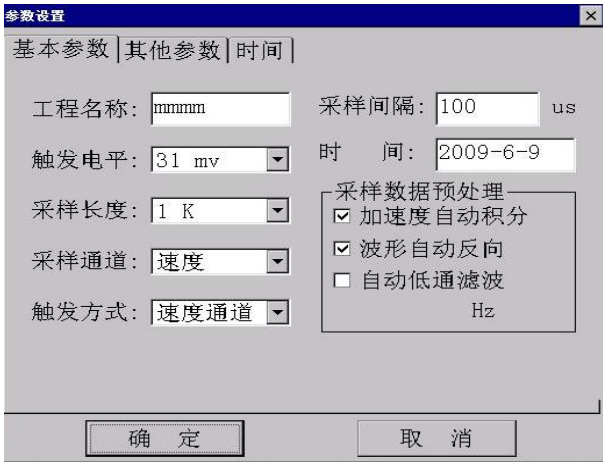 参数设置
基本参数 其他参数 时间
工程名称: mmmm
采样间隔: 100 us
触发电平: 31 mv
时 间: 2009-6-9
采样长度: 1 K
采样数据预处理
加速度自动积分
采样通道: 速度
波形自动反向
自动低通滤波
触发方式: 速度通道
Hz
确 定
取 消